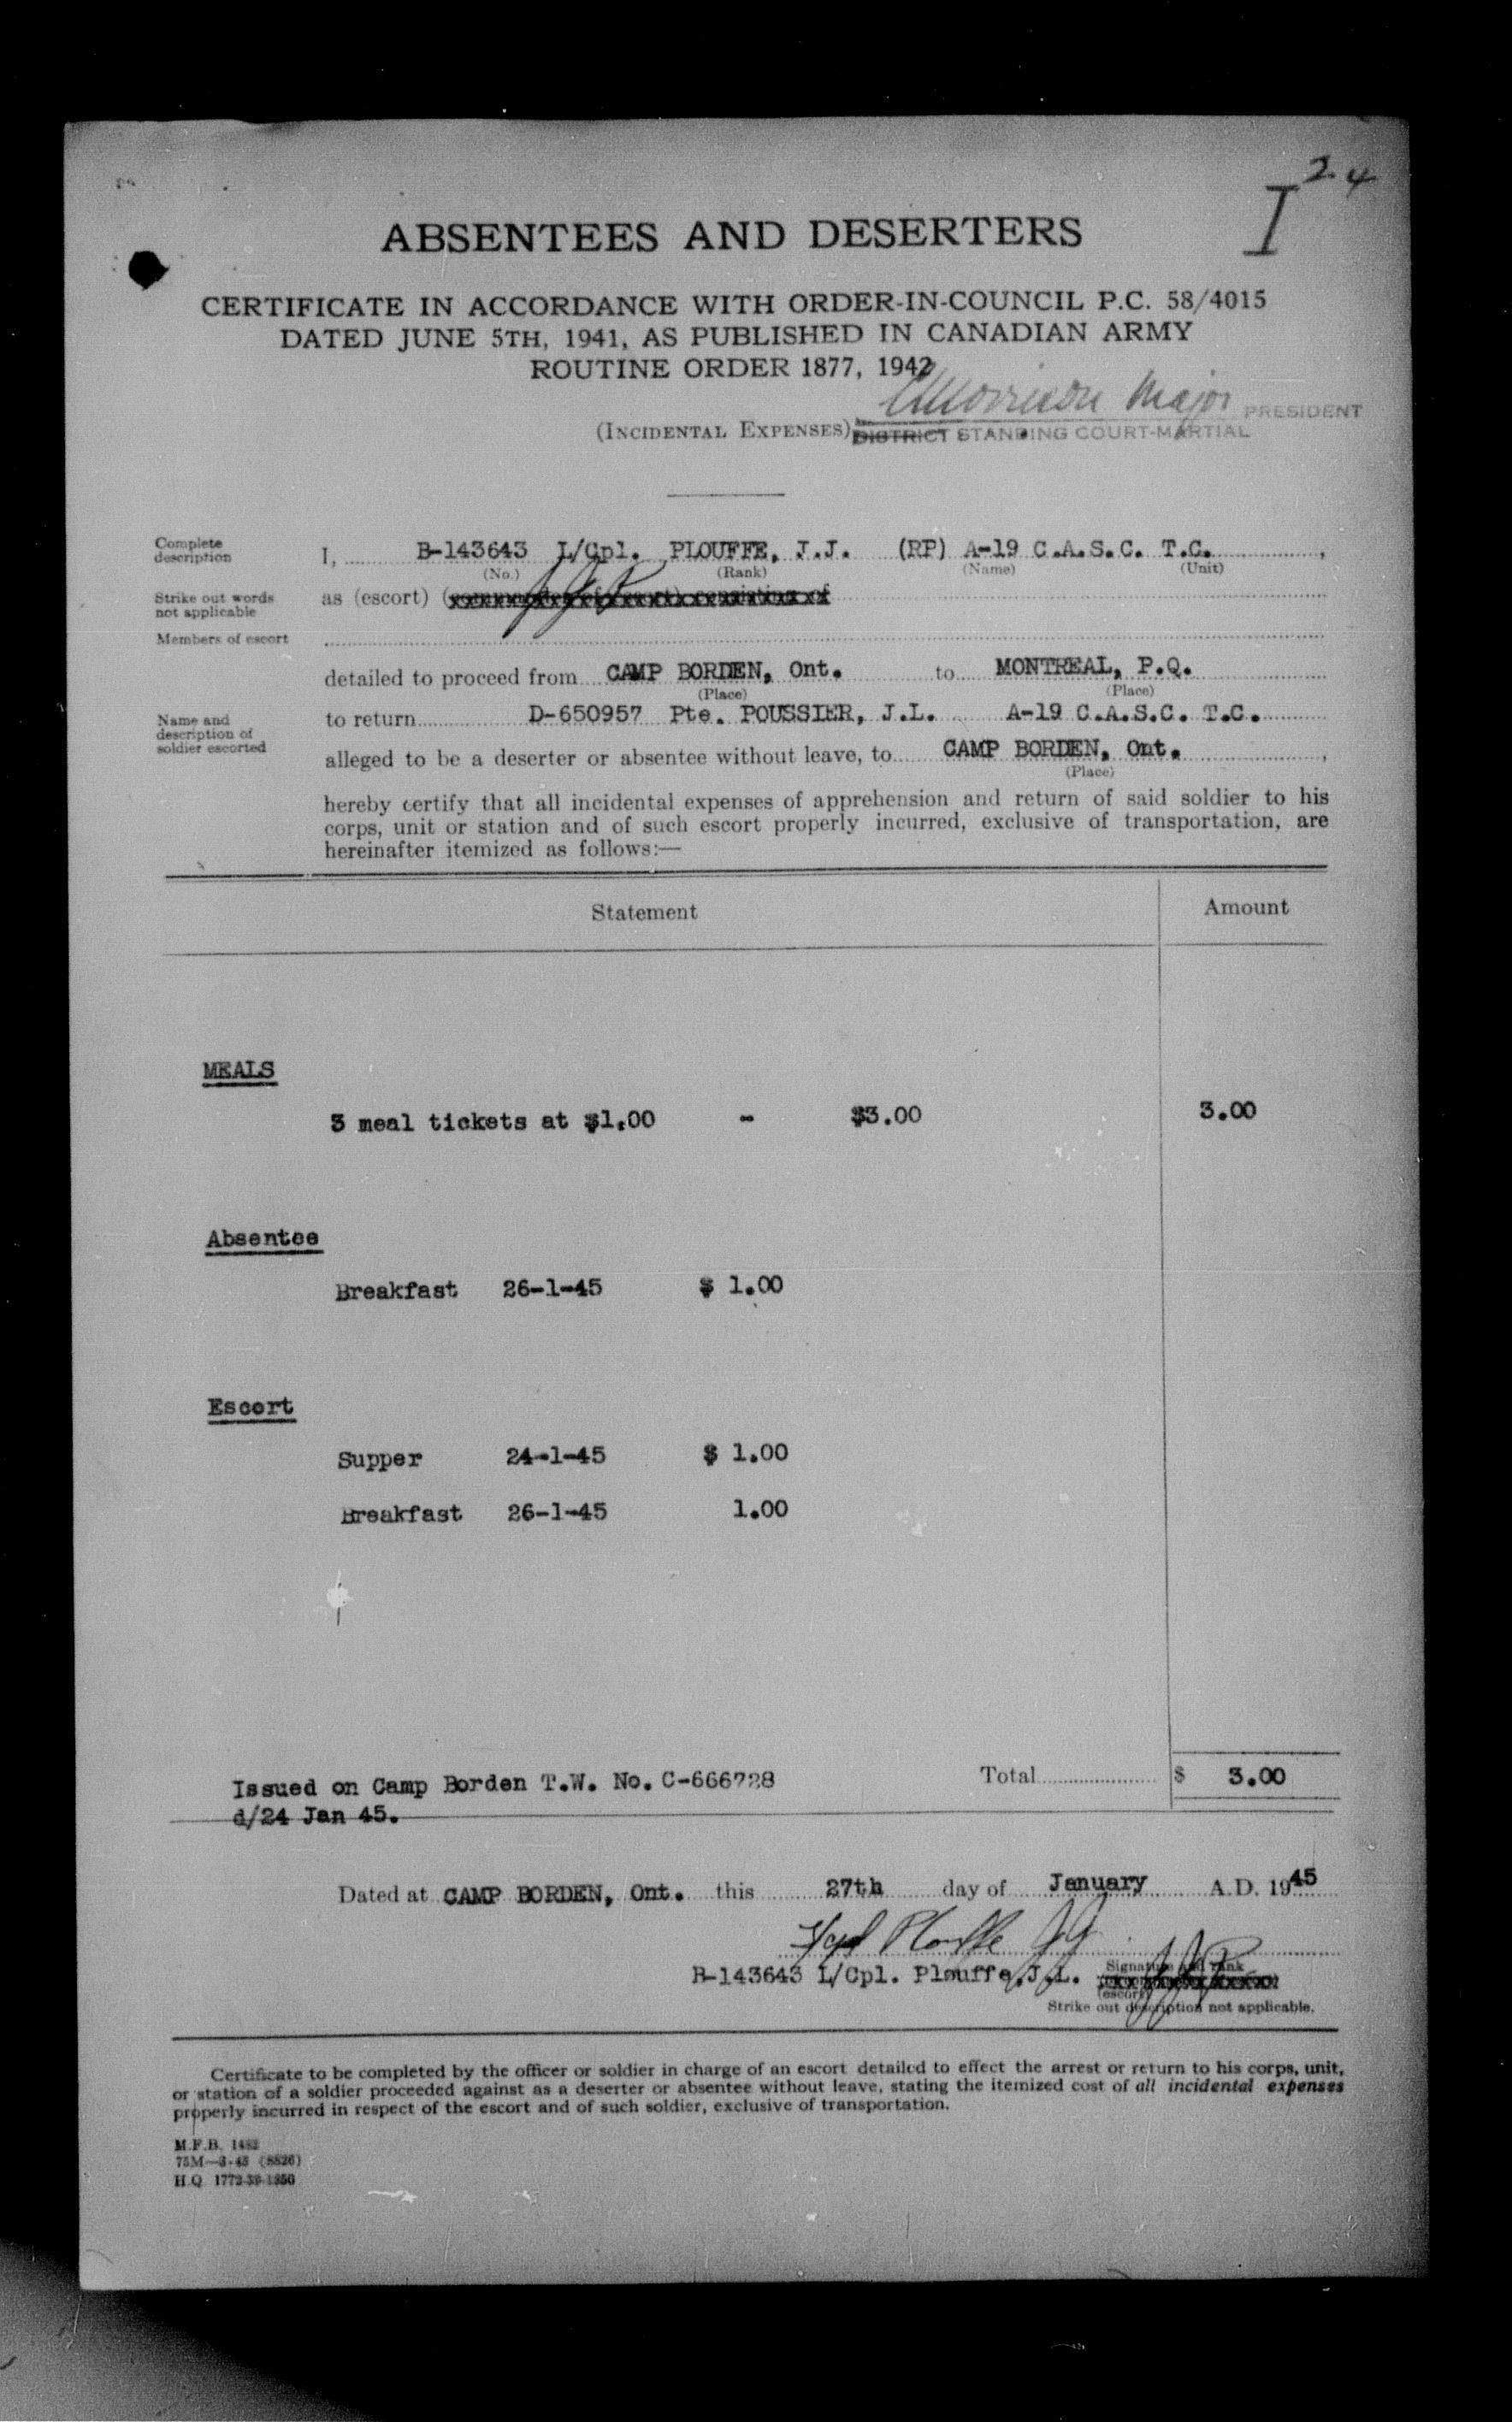 2.4
I
ABSENTEES AND DESERTERS
CERTIFICATE IN ACCORDANCE WITH ORDER-IN-COUNCIL P.C. 58/4015
DATED JUNE 5TH, 1941, AS PUBLISHED IN CANADIAN ARMY
ROUTINE ORDER 1877, 1942
Morrison Major PRESIDENT
(INCIDENTAL EXPENSES) DISTRICT STANDING COURT-MARTIAL
Complete description
I, B-143643 L/Cpl. PLOUFFE, J.J. (RP) A-19 C.A.S.C. T.C. ,
(No.) (Rank) (Name) (Unit)
Strike out words not applicable
as (escort) (
Members of escort
detailed to proceed from CAMP BORDEN, Ont. to MONTREAL, P.Q.
(Place) (Place)
Name and description of soldier escorted
to return D-650957 Pte. POUSSIER, J.L. A-19 C.A.S.C. T.C.
alleged to be a deserter or absentee without leave, to CAMP BORDEN, Ont. ,
(Place)
hereby certify that all incidental expenses of apprehension and return of said soldier to his
corps, unit or station and of such escort properly incurred, exclusive of transportation, are
hereinafter itemized as follows:—
Statement Amount
MEALS
3 meal tickets at $1.00 - $3.00 3.00
Absentee
Breakfast 26-1-45 $ 1.00
Escort
Supper 24-1-45 $ 1.00
Breakfast 26-1-45 1.00
Issued on Camp Borden T.W. No. C-666728 Total $ 3.00
d/24 Jan 45.
Dated at CAMP BORDEN, Ont. this 27th day of January A.D. 1945
L/Cpl Plouffe JJ
B-143643 L/Cpl. Plouffe,J.L. Signature and rank
(escort)
Strike out description not applicable.
Certificate to be completed by the officer or soldier in charge of an escort detailed to effect the arrest or return to his corps, unit,
or station of a soldier proceeded against as a deserter or absentee without leave, stating the itemized cost of all incidental expenses
properly incurred in respect of the escort and of such soldier, exclusive of transportation.
M.F.B. 1482
75M—3-43 (8826)
H.Q. 1772-39-1850